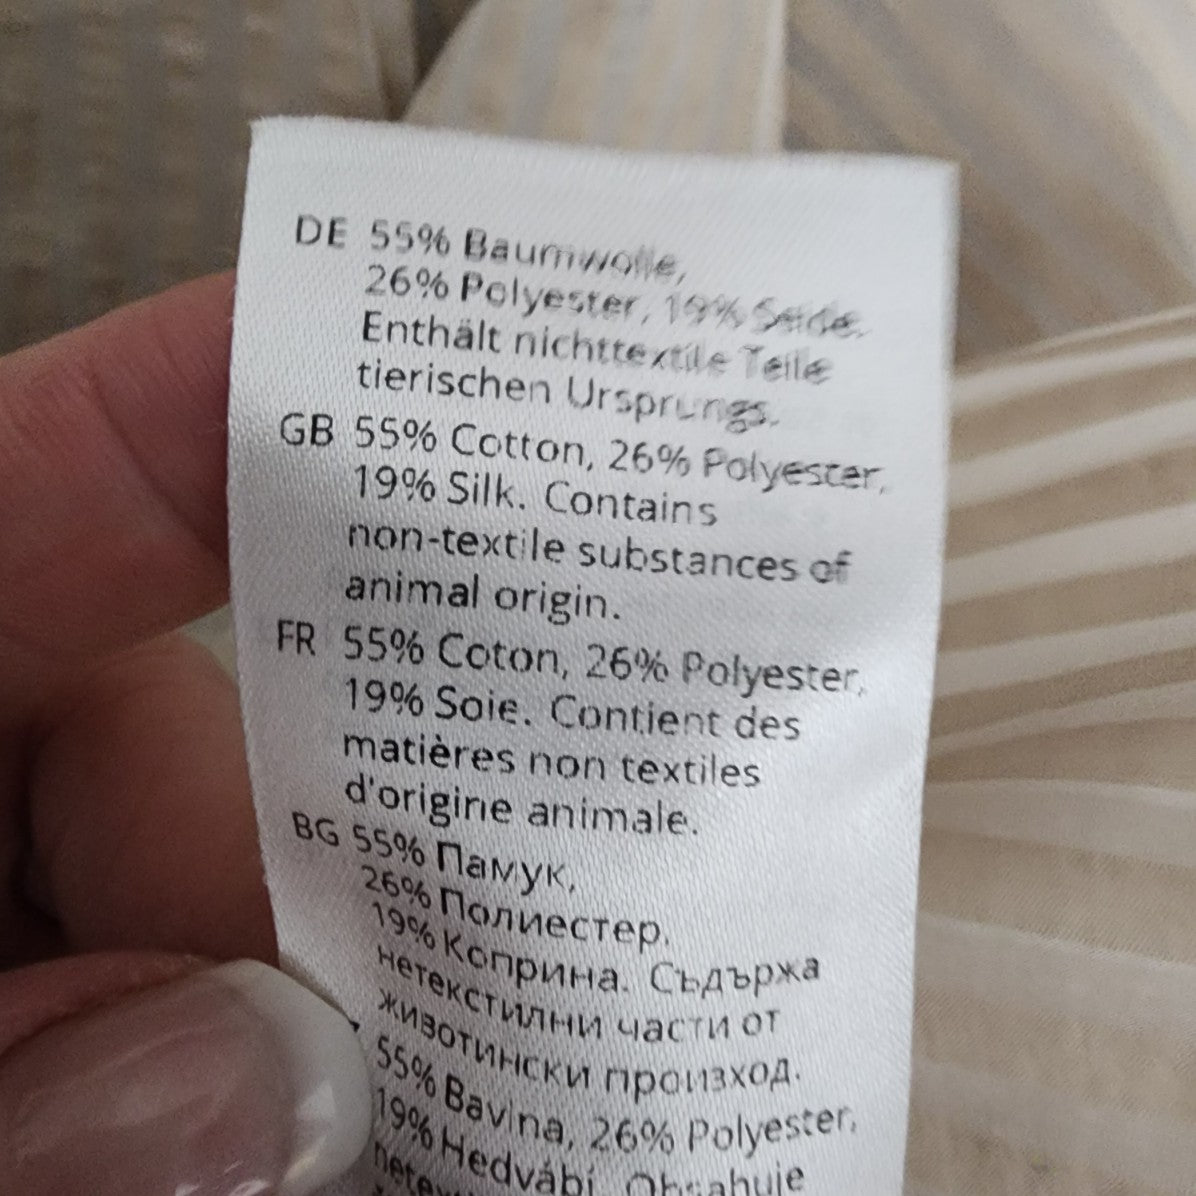 DE 55% Baumwolle,
26% Polyester, 19% Seide.
Enthält nichttextile Teile
tierischen Ursprungs.
GB 55% Cotton, 26% Polyester,
19% Silk. Contains
non-textile substances of
animal origin.
FR 55% Coton, 26% Polyester,
19% Soie. Contient des
matières non textiles
d'origine animale.
BG 55% Памук,
26% Полиестер,
19% Коприна. Съдържа
нетекстилни части от
животински произход.
55% Bavlna, 26% Polyester,
19% Hedvábí. Obsahuje